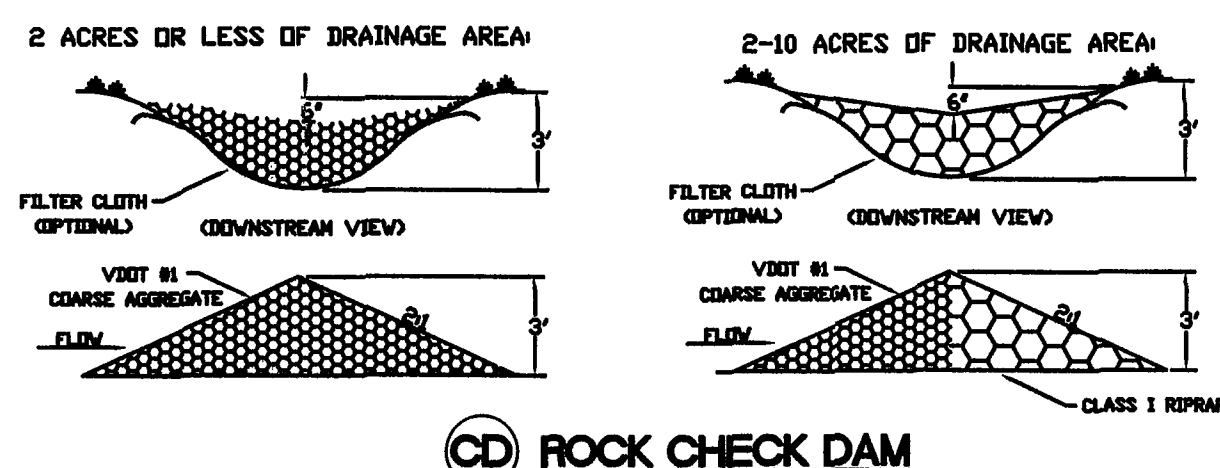 2 ACRES OR LESS OF DRAINAGE AREA:
6"
3'
FILTER CLOTH
(OPTIONAL)
(DOWNSTREAM VIEW)
VDOT #1
COARSE AGGREGATE
FLOW
2:1
3'
2-10 ACRES OF DRAINAGE AREA:
6"
3'
FILTER CLOTH
(OPTIONAL)
(DOWNSTREAM VIEW)
VDOT #1
COARSE AGGREGATE
FLOW
2:1
3'
CLASS I RIPRAP
CD ROCK CHECK DAM